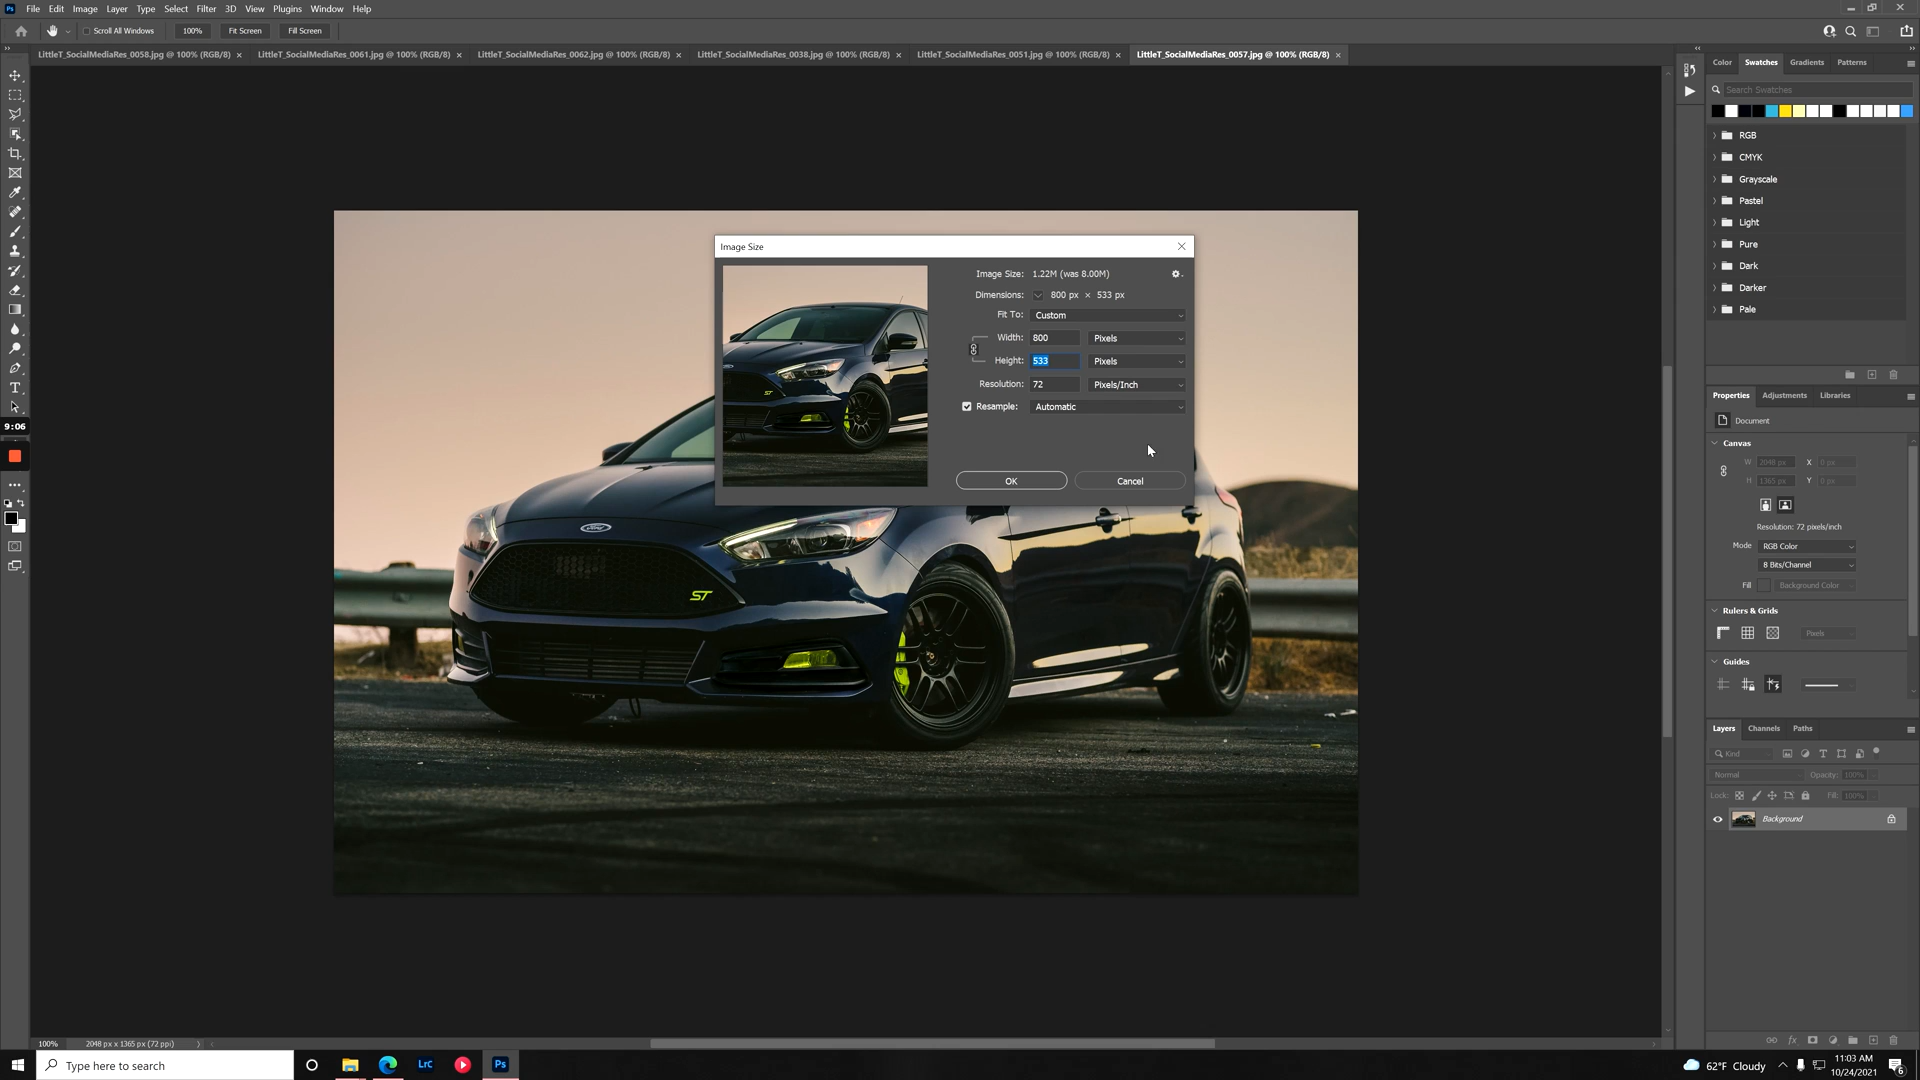 Ps File Edit Image Layer Type Select Filter 3D View Plugins Window Help
Scroll All Windows 100% Fit Screen Fill Screen
LittleT_SocialMediaRes_0058.jpg @ 100% (RGB/8) × LittleT_SocialMediaRes_0061.jpg @ 100% (RGB/8) × LittleT_SocialMediaRes_0062.jpg @ 100% (RGB/8) × LittleT_SocialMediaRes_0038.jpg @ 100% (RGB/8) × LittleT_SocialMediaRes_0051.jpg @ 100% (RGB/8) × LittleT_SocialMediaRes_0057.jpg @ 100% (RGB/8) ×
9:06
Image Size
Image Size: 1.22M (was 8.00M)
Dimensions: 800 px × 533 px
Fit To: Custom
Width: 800 Pixels
Height: 533 Pixels
Resolution: 72 Pixels/Inch
Resample: Automatic
OK Cancel
Ford
ST
ST
Color Swatches Gradients Patterns
Search Swatches
RGB
CMYK
Grayscale
Pastel
Light
Pure
Dark
Darker
Pale
Properties Adjustments Libraries
Document
Canvas
W 2048 px X 0 px
H 1365 px Y 0 px
Resolution: 72 pixels/inch
Mode RGB Color
8 Bits/Channel
Fill Background Color
Rulers & Grids
Pixels
Guides
Layers Channels Paths
Kind
Normal Opacity: 100%
Lock: Fill: 100%
Background
fx
100% 2048 px x 1365 px (72 ppi)
Type here to search LrC Ps 62°F Cloudy 11:03 AM
10/24/2021 6